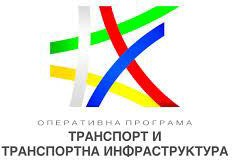 ОПЕРАТИВНА ПРОГРАМА
ТРАНСПОРТ И
ТРАНСПОРТНА ИНФРАСТРУКТУРА